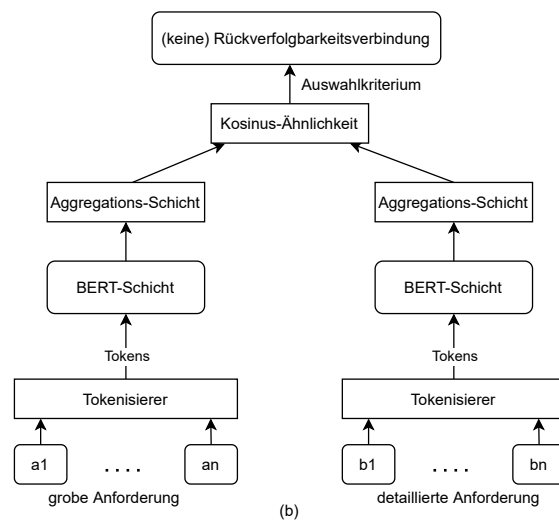 (keine) Rückverfolgbarkeitsverbindung
Auswahlkriterium
Kosinus-Ähnlichkeit
Aggregations-Schicht
Aggregations-Schicht
BERT-Schicht
BERT-Schicht
Tokens
Tokens
Tokenisierer
Tokenisierer
a1
. . . .
an
b1
. . . .
bn
grobe Anforderung
detaillierte Anforderung
(b)